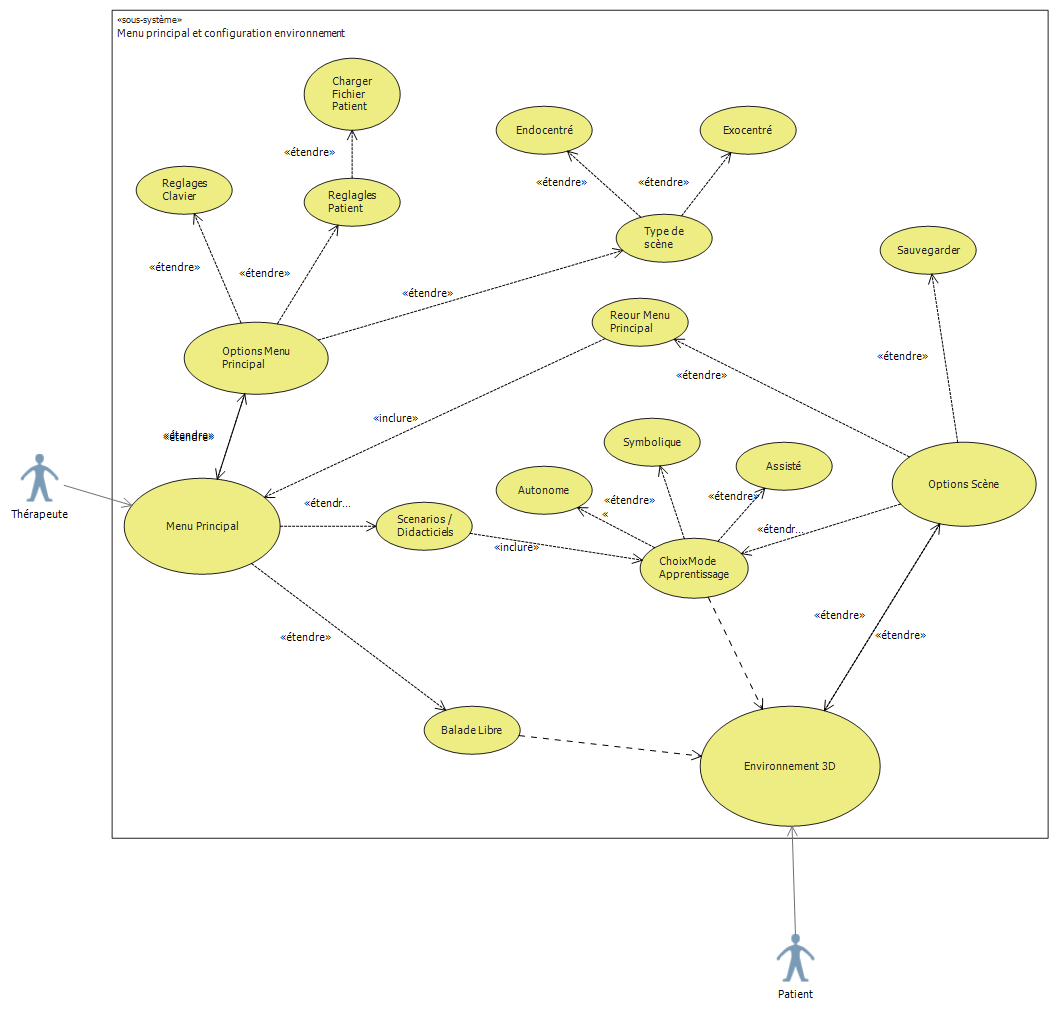 «sous-système»
Menu principal et configuration environnement
Charger
Fichier
Patient
«étendre»
Endocentré
Exocentré
«étendre»
«étendre»
Reglages
Clavier
Reglagles
Patient
Type de
scène
Sauvegarder
«étendre»
«étendre»
«étendre»
Reour Menu
Principal
Options Menu
Principal
«étendre»
«étendre»
«inclure»
«étendre»
«étendre»
Symbolique
Assisté
Autonome
Options Scène
«étendre»
«étendre»
«
«étendr...
Thérapeute
Menu Principal
Scenarios /
Didacticiels
«étendr...
«inclure»
ChoixMode
Apprentissage
«étendre»
«étendre»
«étendre»
Balade Libre
Environnement 3D
Patient